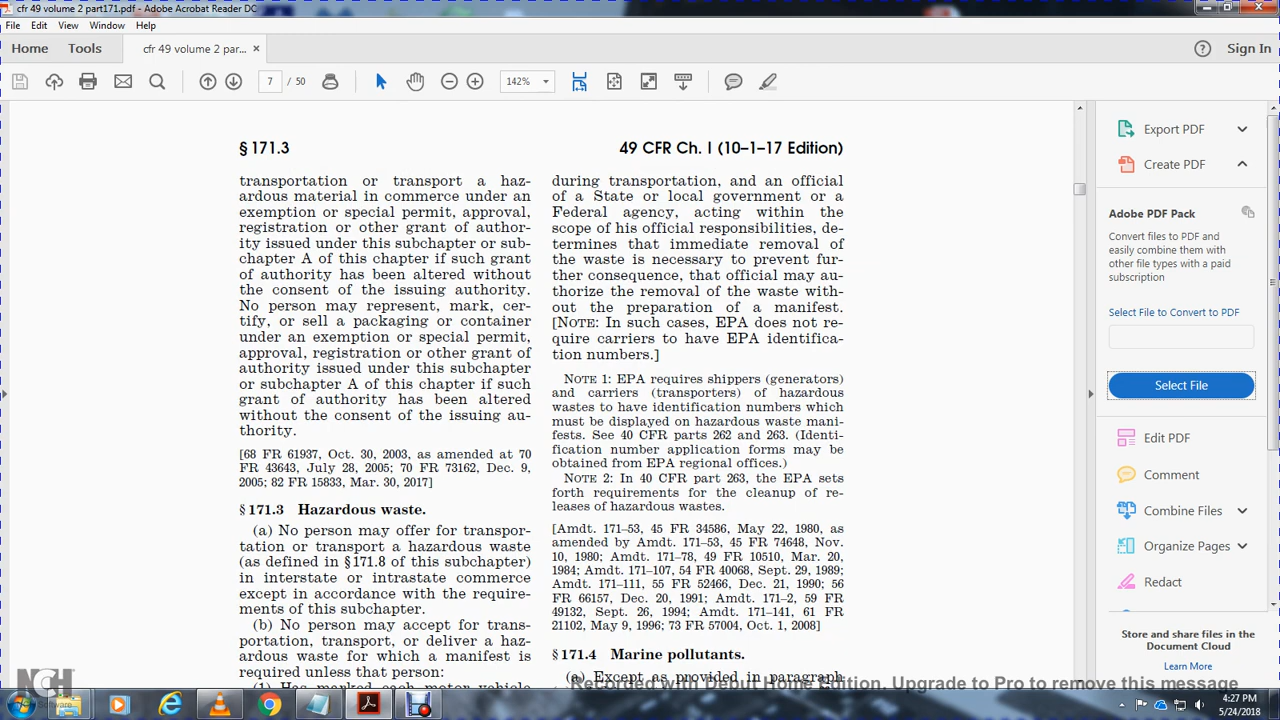 cfr 49 volume 2 part171.pdf - Adobe Acrobat Reader DC
File Edit View Window Help
Home Tools cfr 49 volume 2 par... × Sign In
7 / 50 142%
§ 171.3
49 CFR Ch. I (10–1–17 Edition)
transportation or transport a haz-
ardous material in commerce under an
exemption or special permit, approval,
registration or other grant of author-
ity issued under this subchapter or sub-
chapter A of this chapter if such grant
of authority has been altered without
the consent of the issuing authority.
No person may represent, mark, cer-
tify, or sell a packaging or container
under an exemption or special permit,
approval, registration or other grant of
authority issued under this subchapter
or subchapter A of this chapter if such
grant of authority has been altered
without the consent of the issuing au-
thority.
[68 FR 61937, Oct. 30, 2003, as amended at 70
FR 43643, July 28, 2005; 70 FR 73162, Dec. 9,
2005; 82 FR 15833, Mar. 30, 2017]
§ 171.3 Hazardous waste.
(a) No person may offer for transpor-
tation or transport a hazardous waste
(as defined in § 171.8 of this subchapter)
in interstate or intrastate commerce
except in accordance with the require-
ments of this subchapter.
(b) No person may accept for trans-
portation, transport, or deliver a haz-
ardous waste for which a manifest is
required unless that person:
(1) Has marked each motor vehicle
during transportation, and an official
of a State or local government or a
Federal agency, acting within the
scope of his official responsibilities, de-
termines that immediate removal of
the waste is necessary to prevent fur-
ther consequence, that official may au-
thorize the removal of the waste with-
out the preparation of a manifest.
[NOTE: In such cases, EPA does not re-
quire carriers to have EPA identifica-
tion numbers.]
NOTE 1: EPA requires shippers (generators)
and carriers (transporters) of hazardous
wastes to have identification numbers which
must be displayed on hazardous waste mani-
fests. See 40 CFR parts 262 and 263. (Identi-
fication number application forms may be
obtained from EPA regional offices.)
NOTE 2: In 40 CFR part 263, the EPA sets
forth requirements for the cleanup of re-
leases of hazardous wastes.
[Amdt. 171–53, 45 FR 34586, May 22, 1980, as
amended by Amdt. 171–53, 45 FR 74648, Nov.
10, 1980; Amdt. 171–78, 49 FR 10510, Mar. 20,
1984; Amdt. 171–107, 54 FR 40068, Sept. 29, 1989;
Amdt. 171–111, 55 FR 52466, Dec. 21, 1990; 56
FR 66157, Dec. 20, 1991; Amdt. 171–2, 59 FR
49132, Sept. 26, 1994; Amdt. 171–141, 61 FR
21102, May 9, 1996; 73 FR 57004, Oct. 1, 2008]
§ 171.4 Marine pollutants.
(a) Except as provided in paragraph
Export PDF
Create PDF
Adobe PDF Pack
Convert files to PDF and
easily combine them with
other file types with a paid
subscription
Select File to Convert to PDF
Select File
Edit PDF
Comment
Combine Files
Organize Pages
Redact
Store and share files in the
Document Cloud
Learn More
Recorded with Debut Home Edition. Upgrade to Pro to remove this message
NCH
Software
4:27 PM
5/24/2018